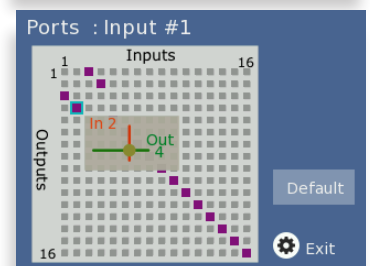 Ports : Input #1
Inputs
1 16
1
In 2
Out
4
Outputs
Default
16
Exit